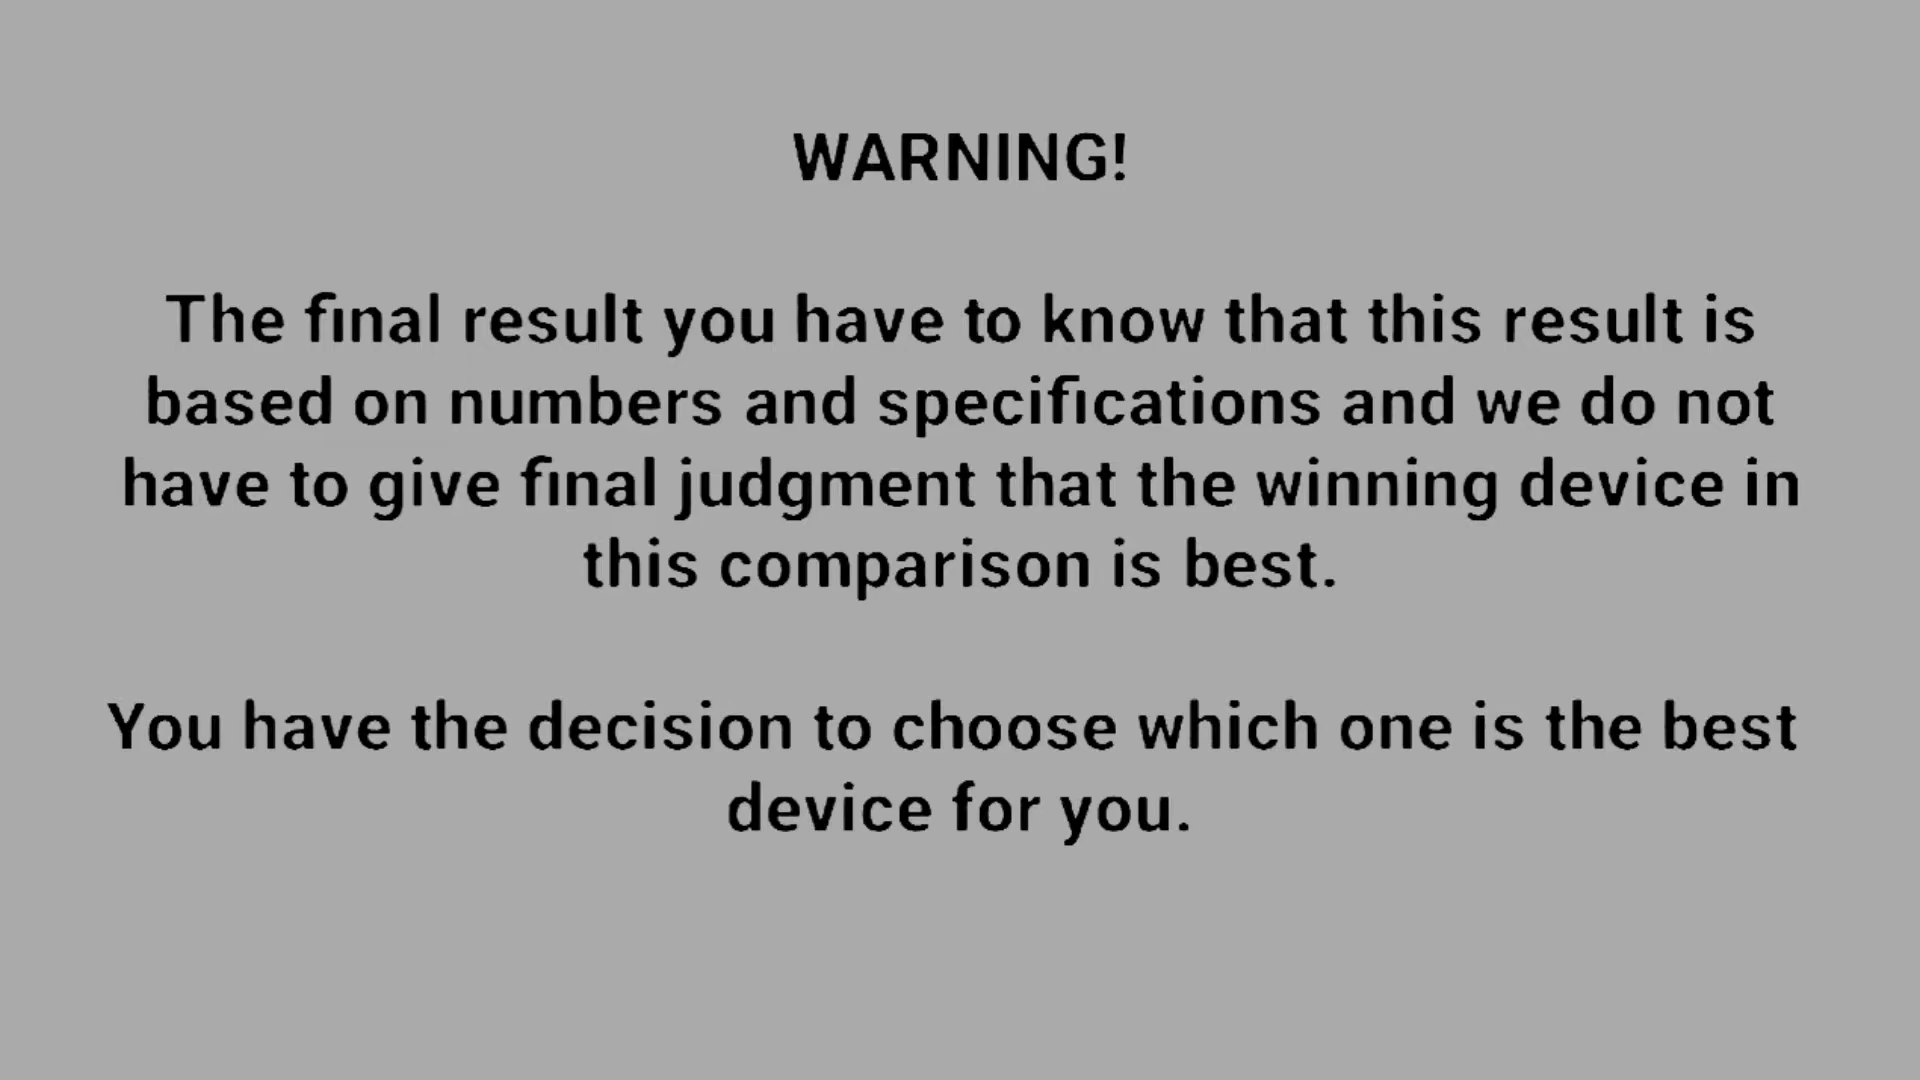 WARNING!
The final result you have to know that this result is
based on numbers and specifications and we do not
have to give final judgment that the winning device in
this comparison is best.
You have the decision to choose which one is the best
device for you.